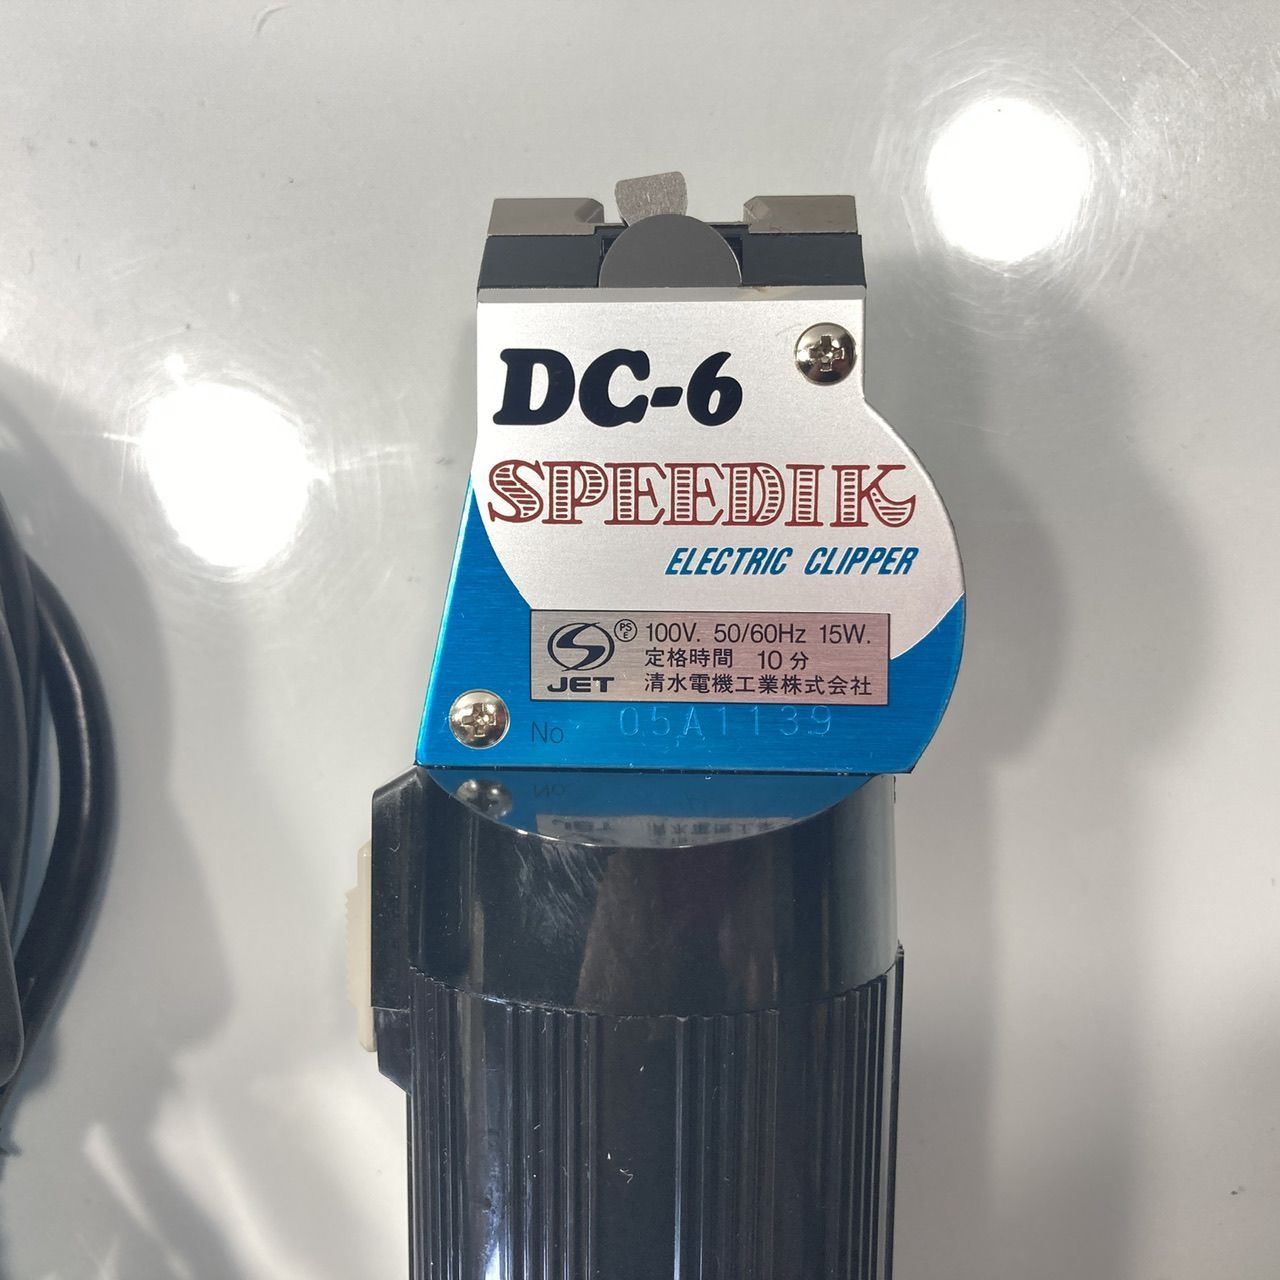 DC-6
SPEEDIK
ELECTRIC CLIPPER
PS E 100V. 50/60Hz 15W.
定格時間 10分
JET 清水電機工業株式会社
No. 05A1139